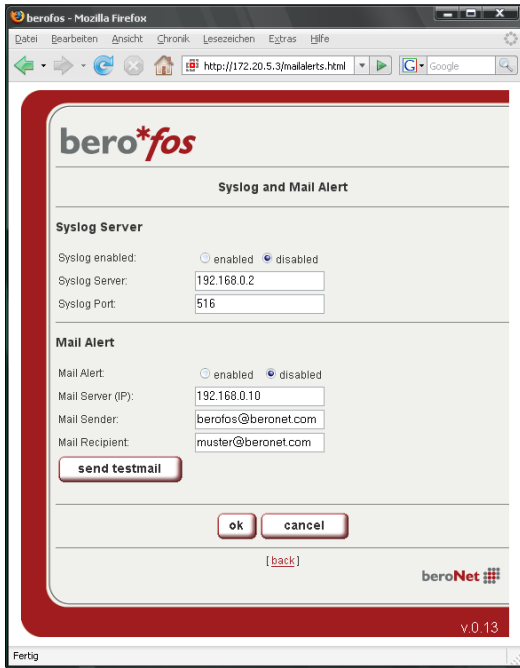 berofos - Mozilla Firefox
Datei Bearbeiten Ansicht Chronik Lesezeichen Extras Hilfe
http://172.20.5.3/mailalerts.html G Google
bero*fos
Syslog and Mail Alert
Syslog Server
Syslog enabled: enabled disabled
Syslog Server: 192.168.0.2
Syslog Port: 516
Mail Alert
Mail Alert: enabled disabled
Mail Server (IP): 192.168.0.10
Mail Sender: berofos@beronet.com
Mail Recipient: muster@beronet.com
send testmail
ok cancel
[back]
beroNet
v.0.13
Fertig